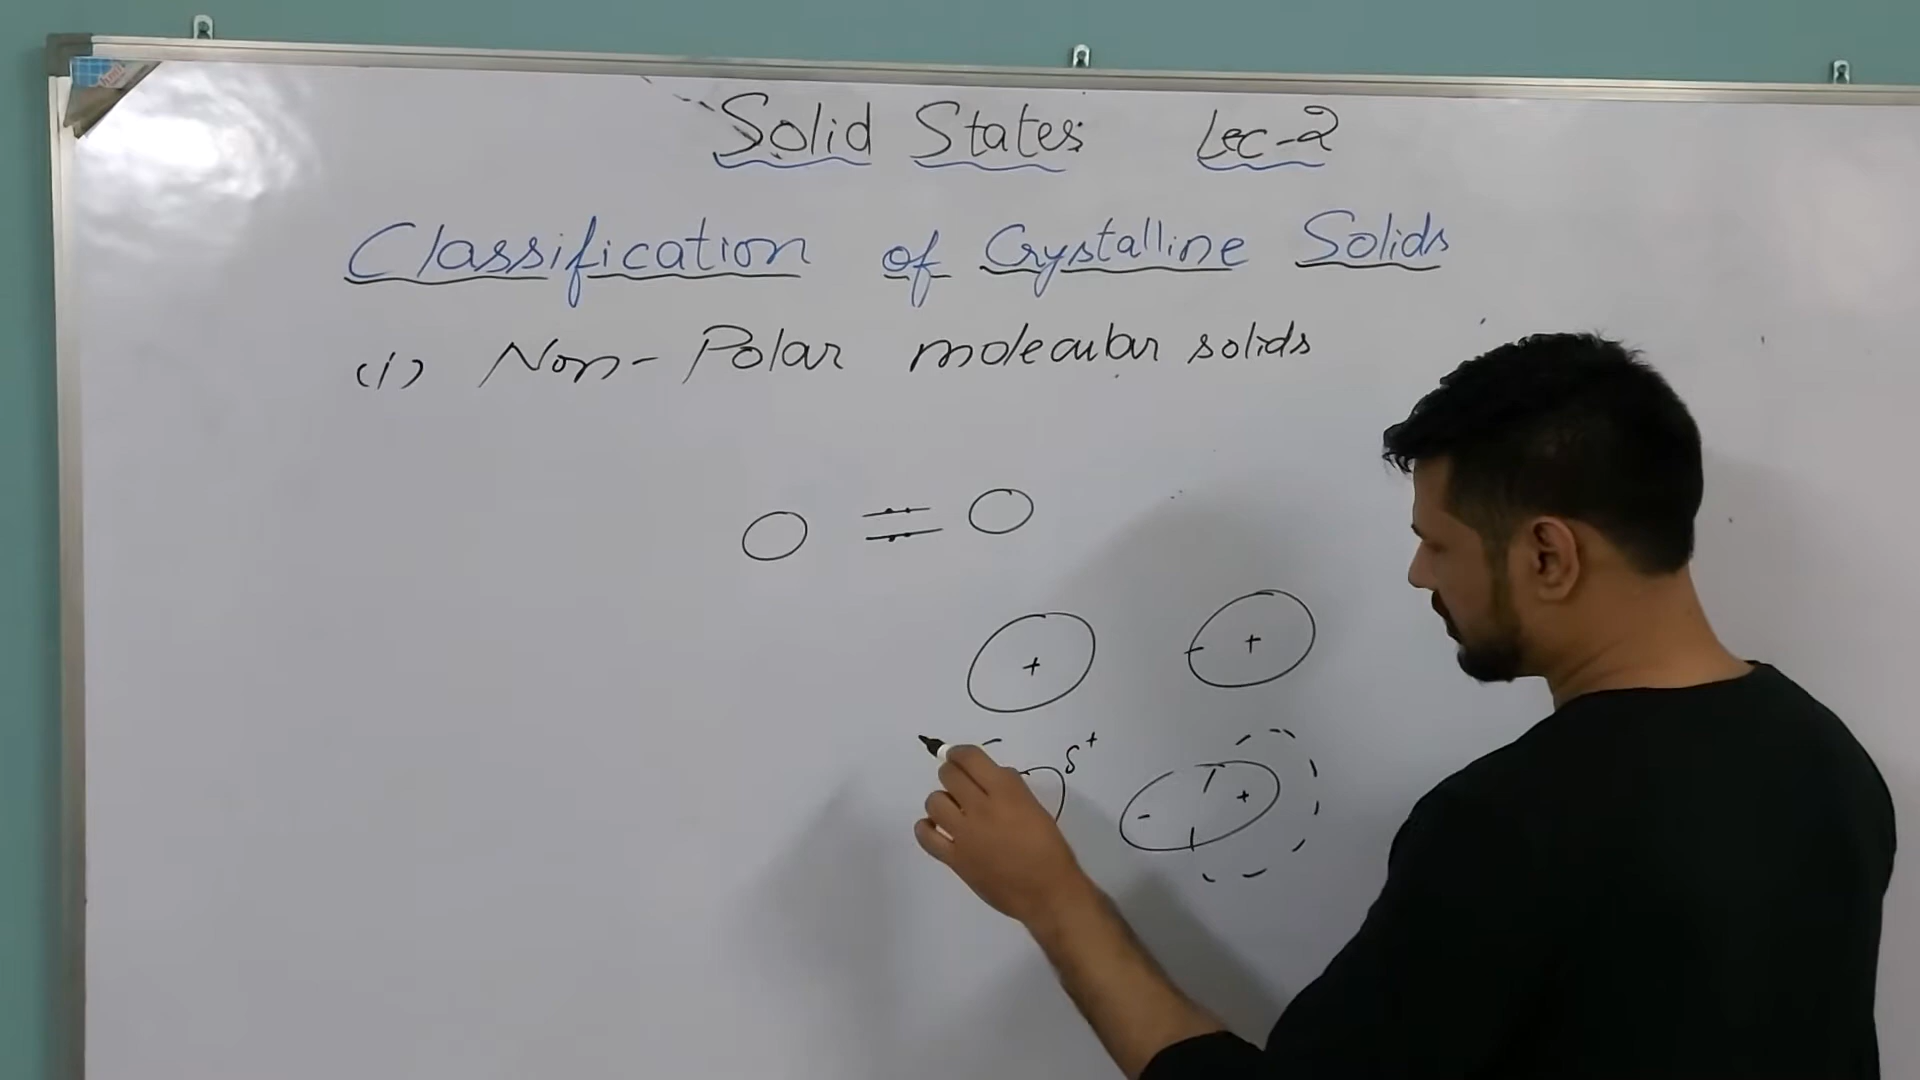 Solid States Lec-2
Classification of Crystalline Solids
(i) Non-Polar molecular solids
O = O
+ - +
δ+
- +